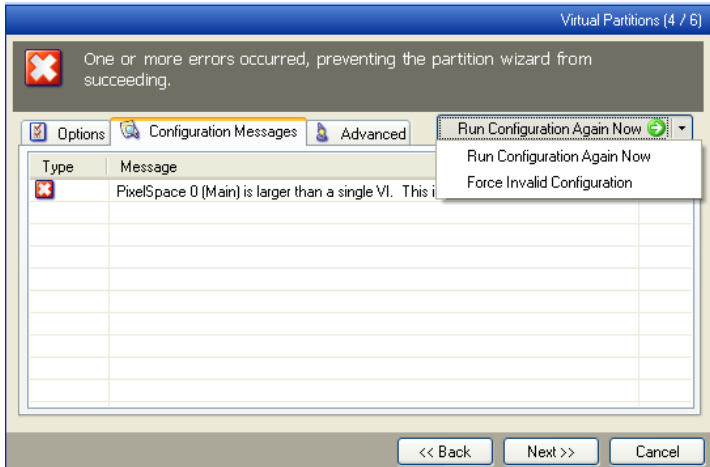 Virtual Partitions (4 / 6)
One or more errors occurred, preventing the partition wizard from
succeeding.
Options Configuration Messages Advanced Run Configuration Again Now
Run Configuration Again Now
Force Invalid Configuration
Type Message
PixelSpace 0 (Main) is larger than a single VI. This i
<< Back Next >> Cancel